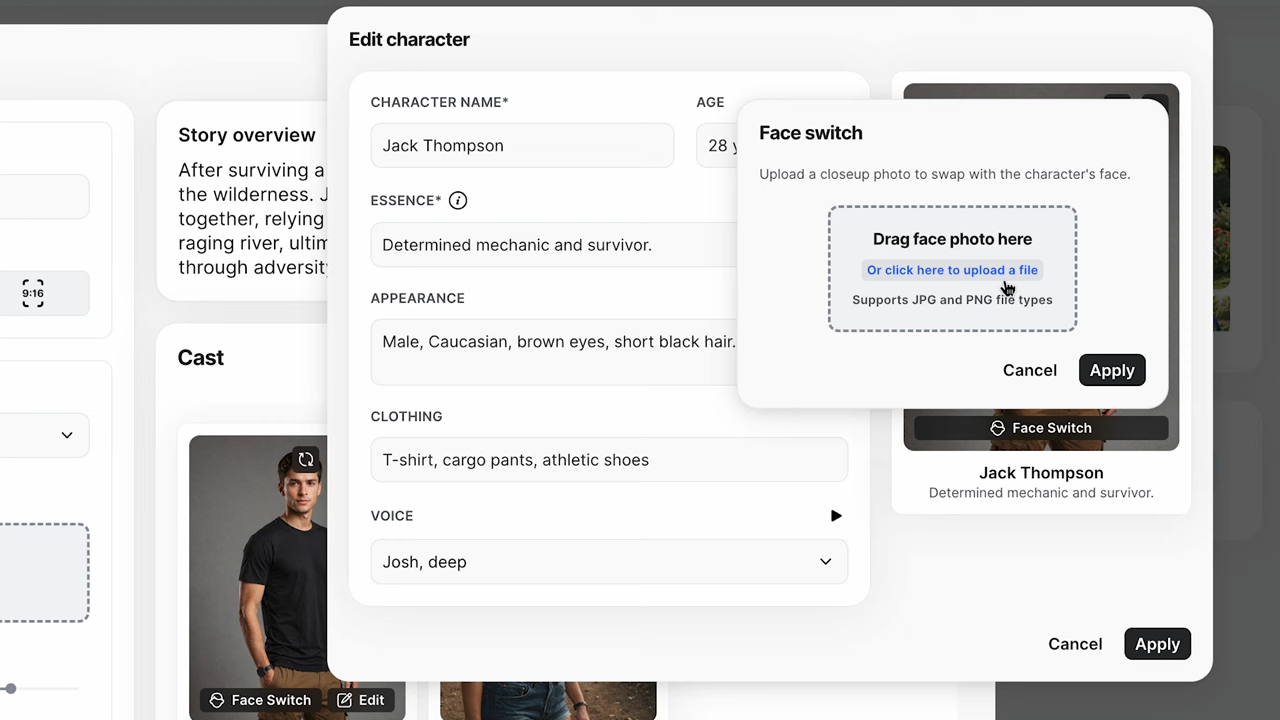 Edit character
CHARACTER NAME*
AGE
Jack Thompson
28 y
ESSENCE*
Determined mechanic and survivor.
APPEARANCE
Male, Caucasian, brown eyes, short black hair.
CLOTHING
T-shirt, cargo pants, athletic shoes
VOICE
Josh, deep
Face switch
Upload a closeup photo to swap with the character's face.
Drag face photo here
Or click here to upload a file
Supports JPG and PNG file types
Cancel
Apply
Face Switch
Jack Thompson
Determined mechanic and survivor.
Cancel
Apply
Story overview
After surviving a
the wilderness. J
together, relying
raging river, ultim
through adversity
9:16
Cast
Face Switch
Edit